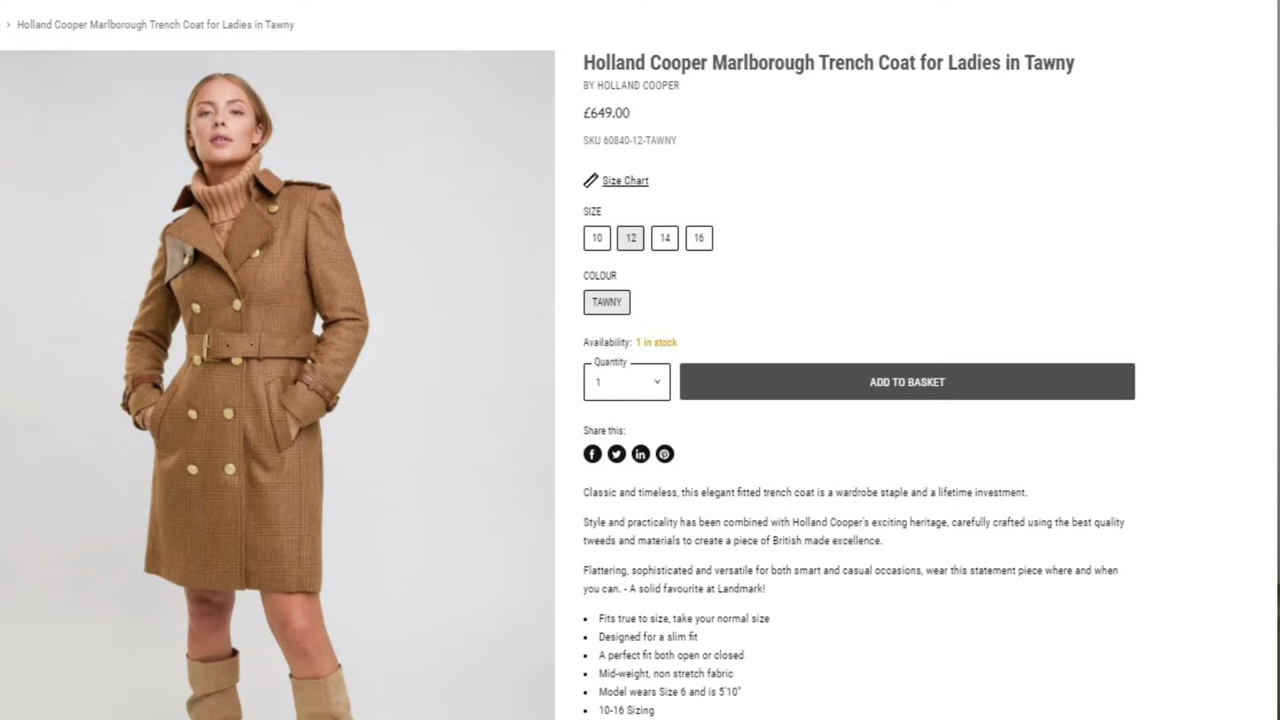 › Holland Cooper Marlborough Trench Coat for Ladies in Tawny
Holland Cooper Marlborough Trench Coat for Ladies in Tawny
BY HOLLAND COOPER
£649.00
SKU 60840-12-TAWNY
Size Chart
SIZE
10 12 14 16
COLOUR
TAWNY
Availability: 1 in stock
Quantity
1
ADD TO BASKET
Share this:
Classic and timeless, this elegant fitted trench coat is a wardrobe staple and a lifetime investment.
Style and practicality has been combined with Holland Cooper's exciting heritage, carefully crafted using the best quality
tweeds and materials to create a piece of British made excellence.
Flattering, sophisticated and versatile for both smart and casual occasions, wear this statement piece where and when
you can. - A solid favourite at Landmark!
• Fits true to size, take your normal size
• Designed for a slim fit
• A perfect fit both open or closed
• Mid-weight, non stretch fabric
• Model wears Size 6 and is 5'10"
• 10-16 Sizing